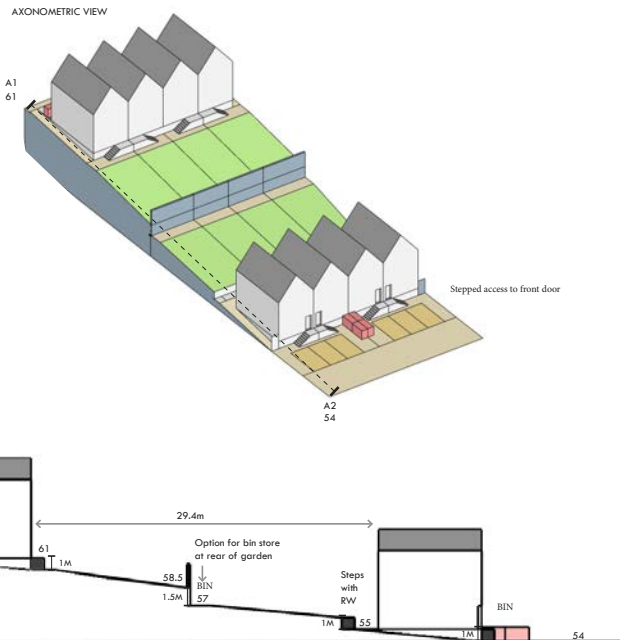 AXONOMETRIC VIEW
A1
61
Stepped access to front door
A2
54
29.4m
61
1M
Option for bin store
at rear of garden
58.5
BIN
1.5M
57
Steps
with
RW
1M
55
BIN
1M
54